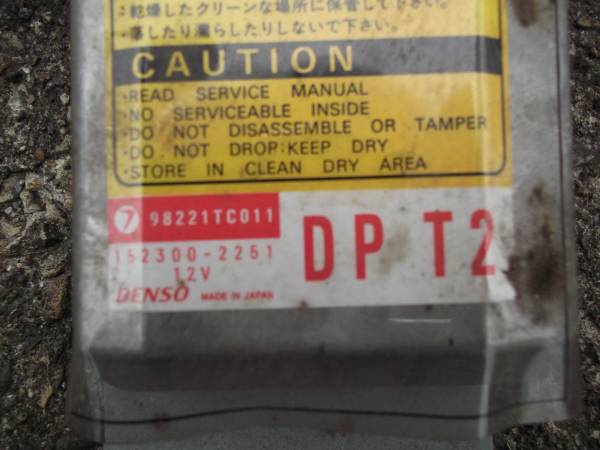 :乾燥したクリーンな場所に保管して下さい。
・落したり濡らしたりしないで下さい。
CAUTION
·READ SERVICE MANUAL
·NO SERVICEABLE INSIDE
·DO NOT DISASSEMBLE OR TAMPER
·DO NOT DROP:KEEP DRY
·STORE IN CLEAN DRY AREA
7 98221TC011
152300-2251
12V
DP T2
DENSO MADE IN JAPAN